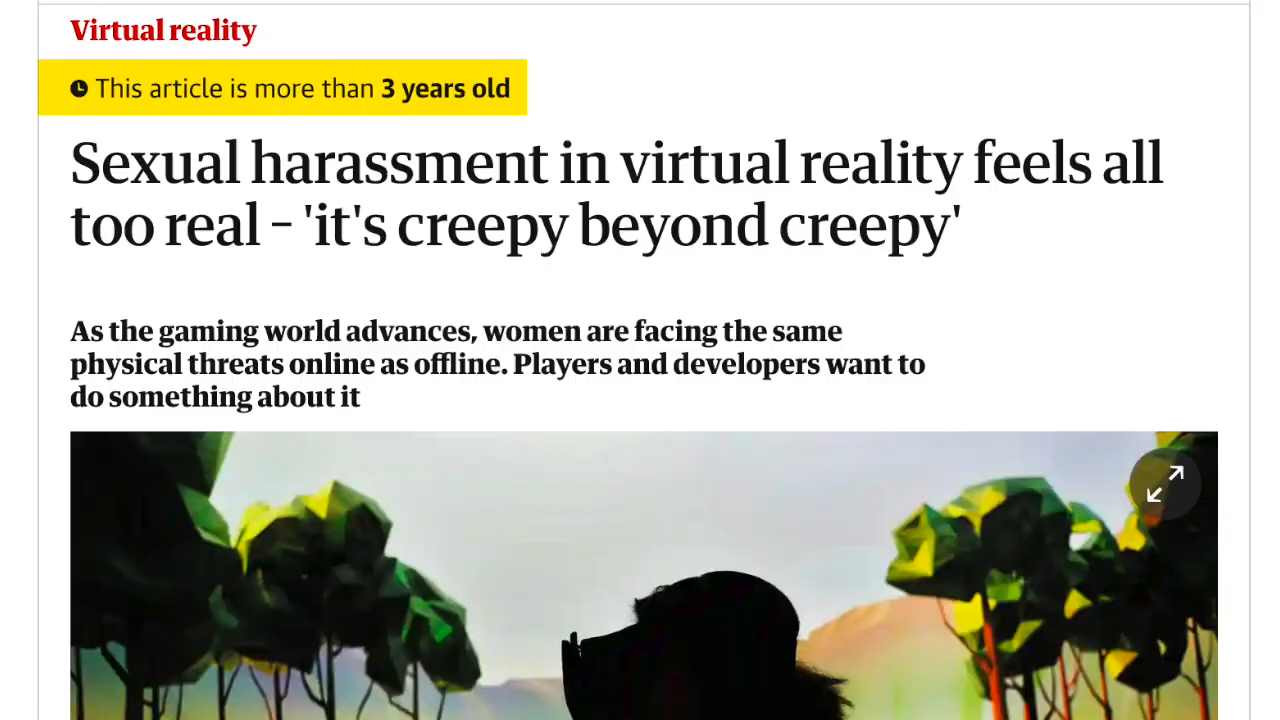 Virtual reality
This article is more than 3 years old
Sexual harassment in virtual reality feels all
too real – 'it's creepy beyond creepy'
As the gaming world advances, women are facing the same
physical threats online as offline. Players and developers want to
do something about it